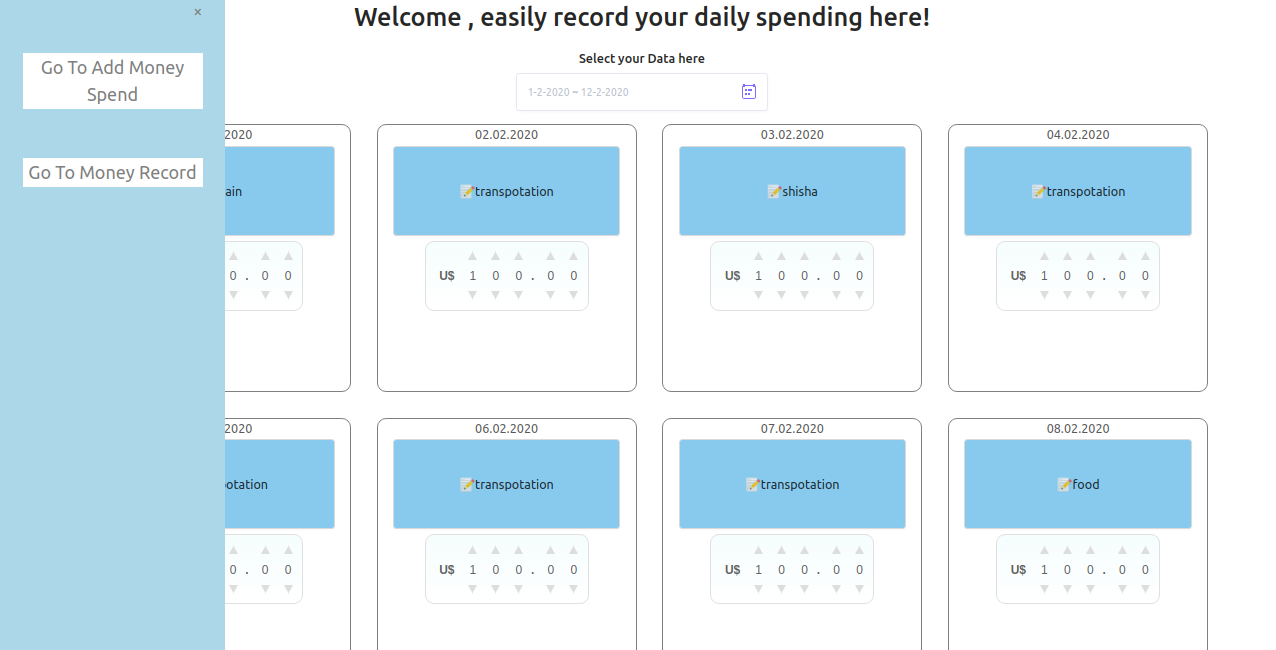 ×
Welcome , easily record your daily spending here!
Go To Add Money
Spend
Go To Money Record
Select your Data here
1-2-2020 ~ 12-2-2020
2020
02.02.2020
03.02.2020
04.02.2020
ain
📝transpotation
📝shisha
📝transpotation
0 . 0 0
U$ 1 0 0 . 0 0
U$ 1 0 0 . 0 0
U$ 1 0 0 . 0 0
2020
06.02.2020
07.02.2020
08.02.2020
otation
📝transpotation
📝transpotation
📝food
0 . 0 0
U$ 1 0 0 . 0 0
U$ 1 0 0 . 0 0
U$ 1 0 0 . 0 0